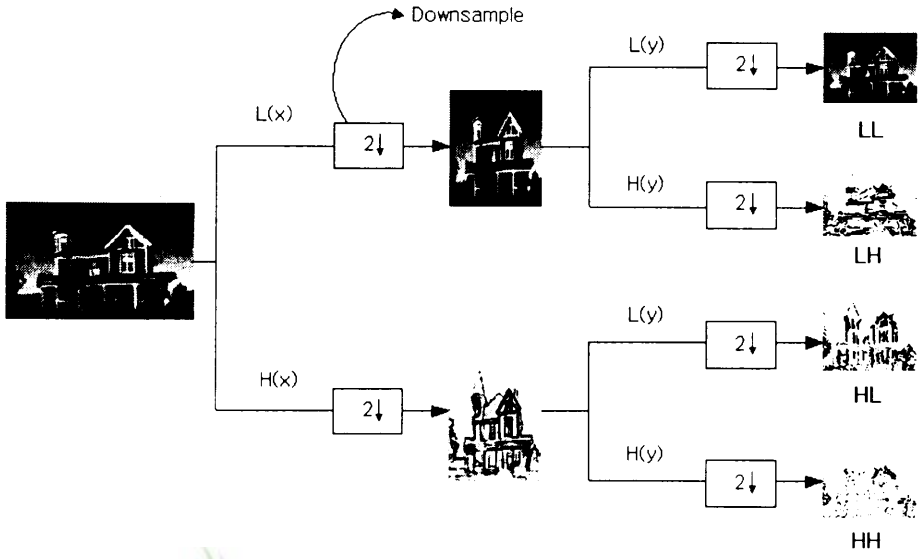 Downsample
L(x)
2↓
L(y)
2↓
LL
H(y)
2↓
LH
H(x)
2↓
L(y)
2↓
HL
H(y)
2↓
HH